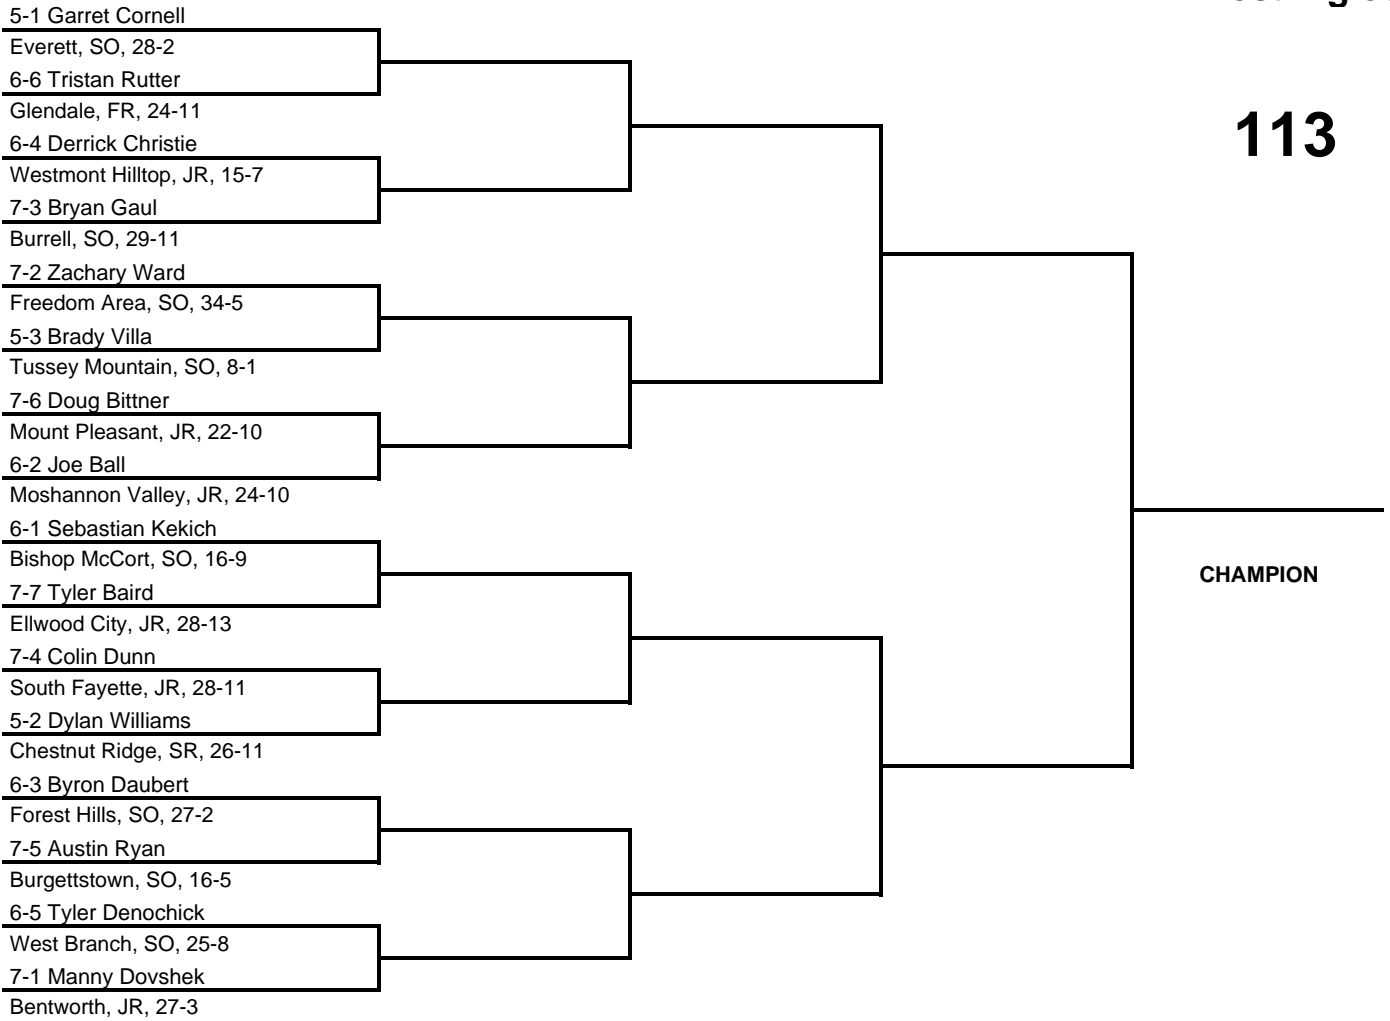 5-1 Garret Cornell
Everett, SO, 28-2
6-6 Tristan Rutter
Glendale, FR, 24-11
113
6-4 Derrick Christie
Westmont Hilltop, JR, 15-7
7-3 Bryan Gaul
Burrell, SO, 29-11
7-2 Zachary Ward
Freedom Area, SO, 34-5
5-3 Brady Villa
Tussey Mountain, SO, 8-1
7-6 Doug Bittner
Mount Pleasant, JR, 22-10
6-2 Joe Ball
Moshannon Valley, JR, 24-10
6-1 Sebastian Kekich
Bishop McCort, SO, 16-9
CHAMPION
7-7 Tyler Baird
Ellwood City, JR, 28-13
7-4 Colin Dunn
South Fayette, JR, 28-11
5-2 Dylan Williams
Chestnut Ridge, SR, 26-11
6-3 Byron Daubert
Forest Hills, SO, 27-2
7-5 Austin Ryan
Burgettstown, SO, 16-5
6-5 Tyler Denochick
West Branch, SO, 25-8
7-1 Manny Dovshek
Bentworth, JR, 27-3